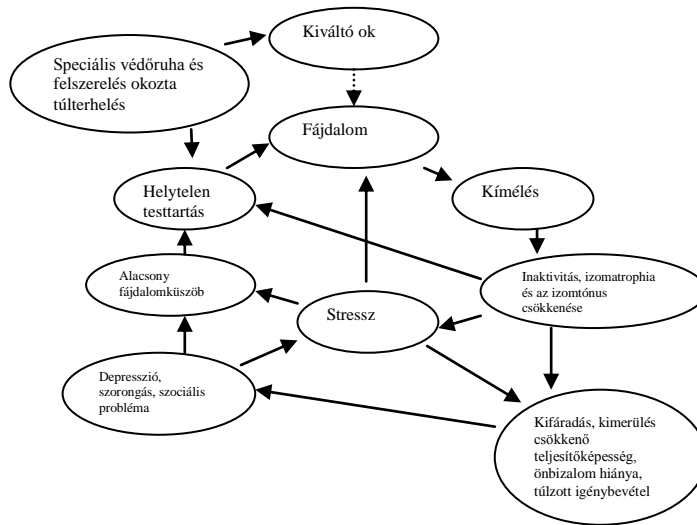 Kiváltó ok
Speciális védőruha és
felszerelés okozta
túlterhelés
Fájdalom
Helytelen
testtartás
Kímélés
Alacsony
fájdalomküszöb
Inaktivitás, izomatrophia
és az izomtónus
csökkenése
Stressz
Depresszió,
szorongás, szociális
probléma
Kifáradás, kimerülés
csökkenő
teljesítőképesség,
önbizalom hiánya,
túlzott igénybevétel